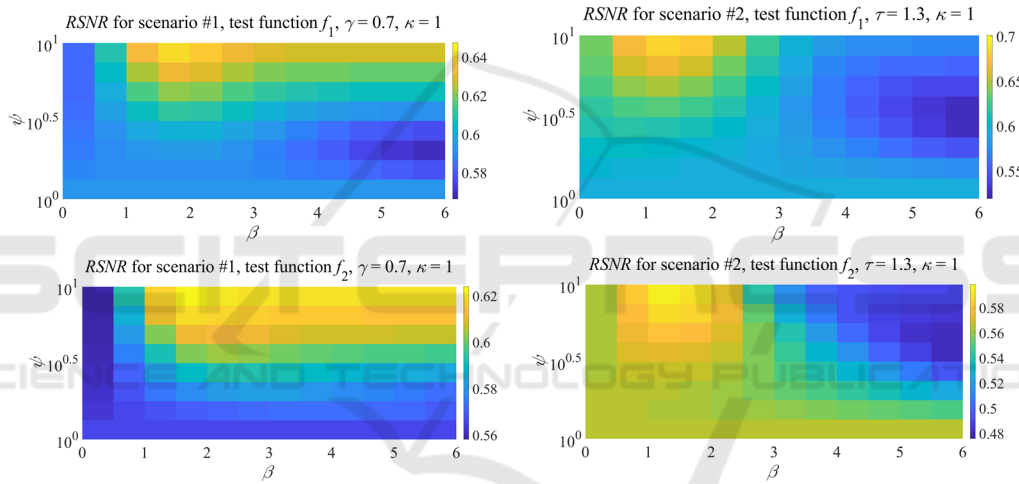 RSNR for scenario #1, test function f1, γ = 0.7, κ = 1
10^1
ψ 10^0.5
10^0
0 1 2 3 4 5 6
β
0.64
0.62
0.6
0.58
RSNR for scenario #2, test function f1, τ = 1.3, κ = 1
10^1
ψ 10^0.5
10^0
0 1 2 3 4 5 6
β
0.7
0.65
0.6
0.55
RSNR for scenario #1, test function f2, γ = 0.7, κ = 1
10^1
ψ 10^0.5
10^0
0 1 2 3 4 5 6
β
0.62
0.6
0.58
0.56
RSNR for scenario #2, test function f2, τ = 1.3, κ = 1
10^1
ψ 10^0.5
10^0
0 1 2 3 4 5 6
β
0.58
0.56
0.54
0.52
0.5
0.48
SCITEPRESS
SCIENCE AND TECHNOLOGY PUBLICATIONS